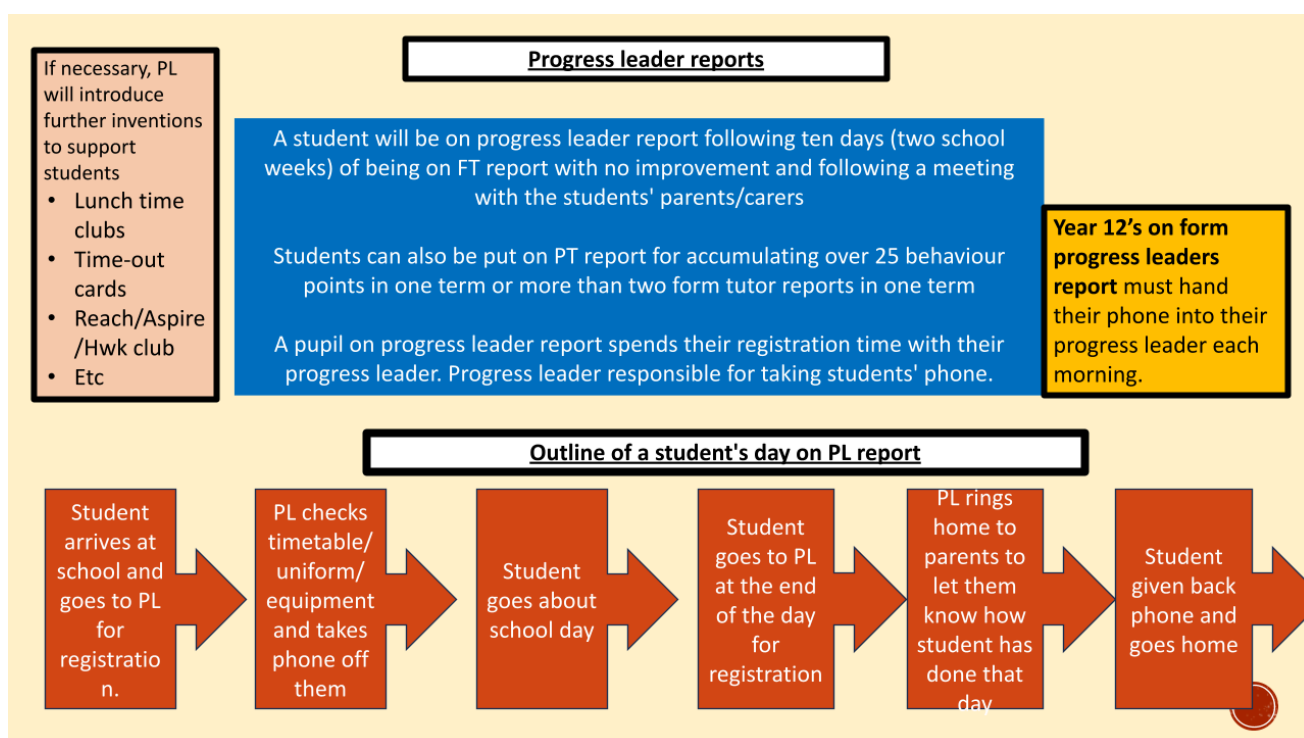 Progress leader reports
If necessary, PL
will introduce
further inventions
to support
students
• Lunch time
clubs
• Time-out
cards
• Reach/Aspire
/Hwk club
• Etc
A student will be on progress leader report following ten days (two school
weeks) of being on FT report with no improvement and following a meeting
with the students' parents/carers
Students can also be put on PT report for accumulating over 25 behaviour
points in one term or more than two form tutor reports in one term
A pupil on progress leader report spends their registration time with their
progress leader. Progress leader responsible for taking students' phone.
Year 12’s on form
progress leaders
report must hand
their phone into their
progress leader each
morning.
Outline of a student's day on PL report
Student
arrives at
school and
goes to PL
for
registratio
n.
PL checks
timetable/
uniform/
equipment
and takes
phone off
them
Student
goes about
school day
Student
goes to PL
at the end
of the day
for
registration
PL rings
home to
parents to
let them
know how
student has
done that
day
Student
given back
phone and
goes home